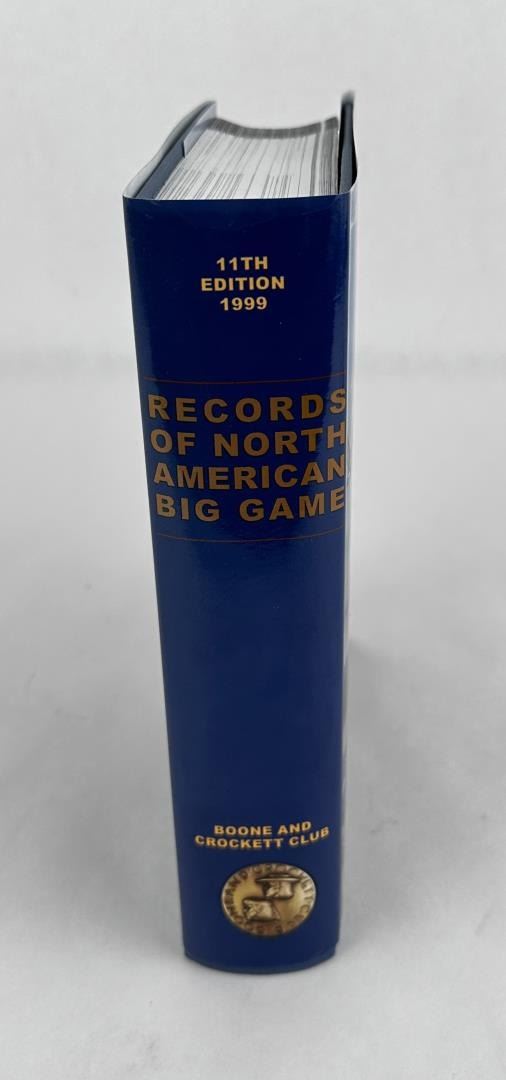 11TH
EDITION
1999
RECORDS
OF NORTH
AMERICAN
BIG GAME
BOONE AND
CROCKETT CLUB